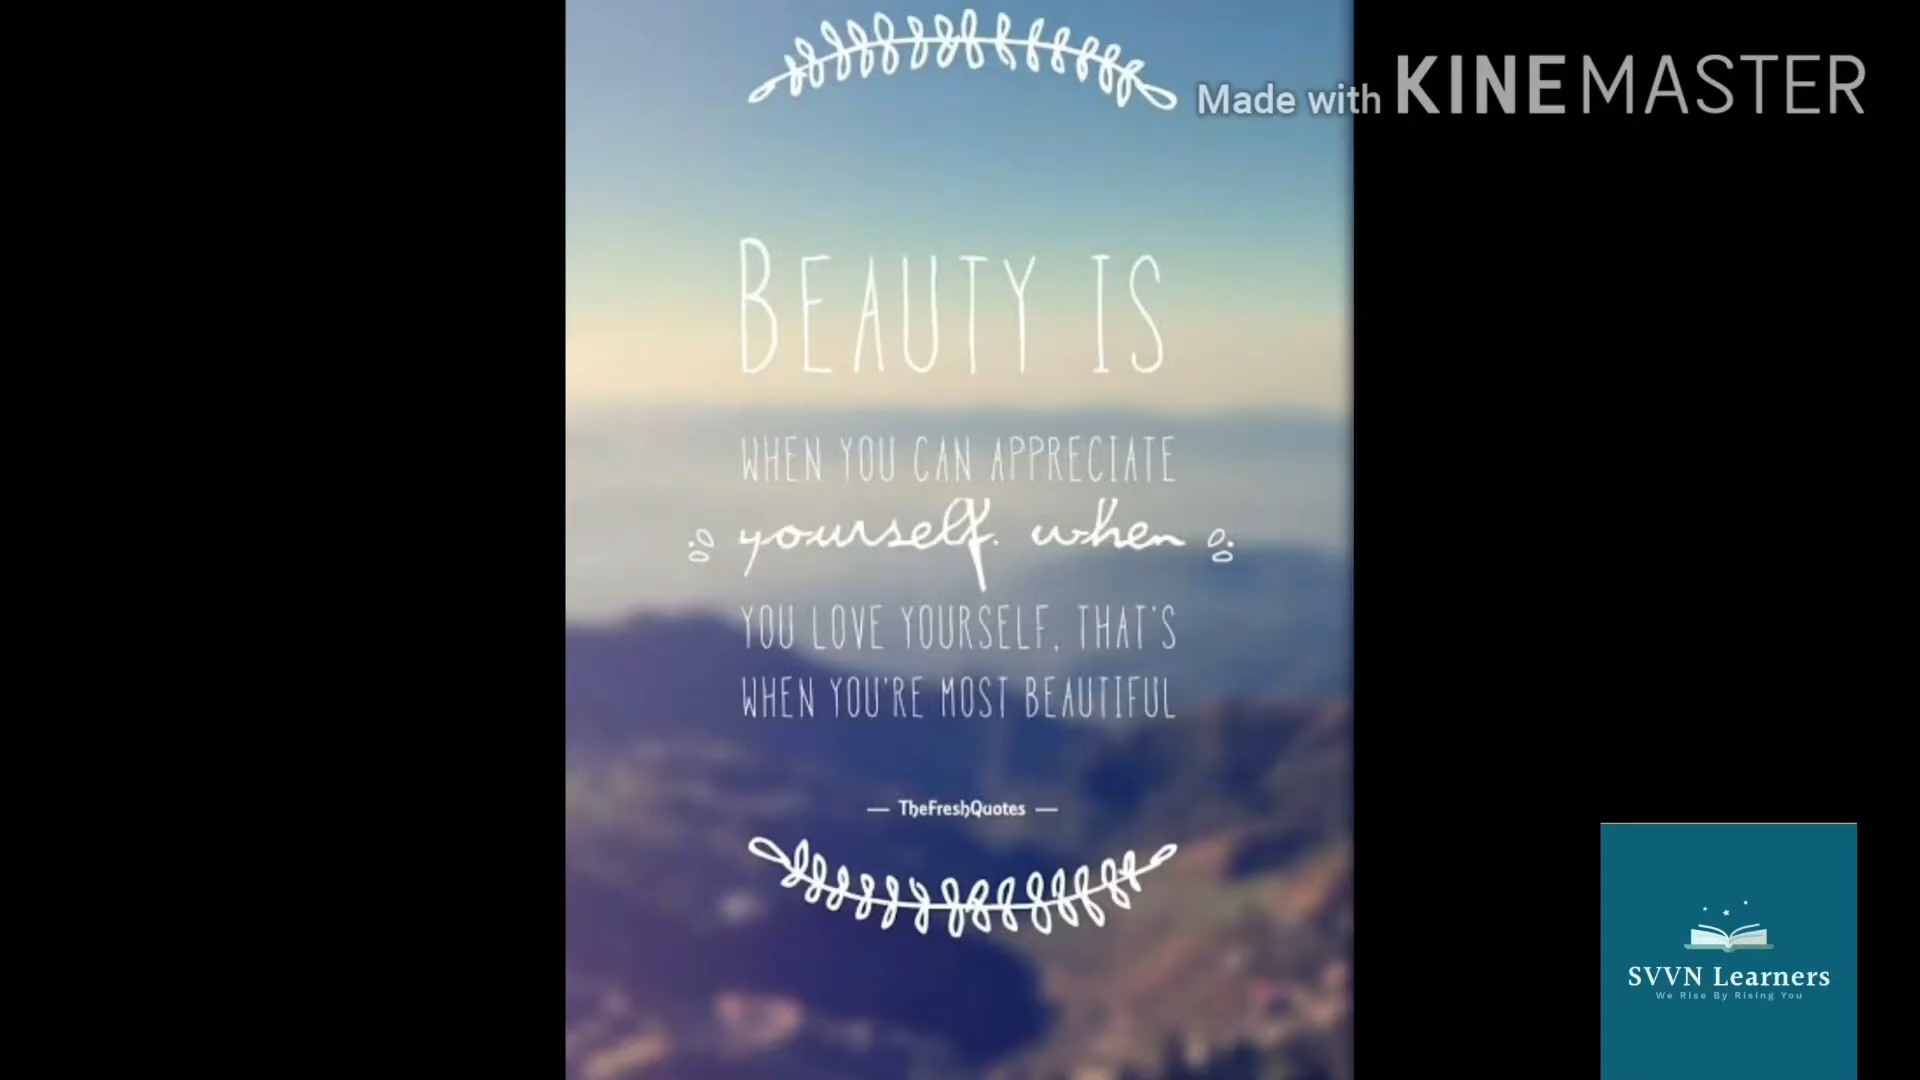 Made with KINEMASTER
BEAUTY IS
WHEN YOU CAN APPRECIATE
yourself. when
YOU LOVE YOURSELF, THAT'S
WHEN YOU'RE MOST BEAUTIFUL
— TheFreshQuotes —
SVVN Learners
We Rise By Rising You